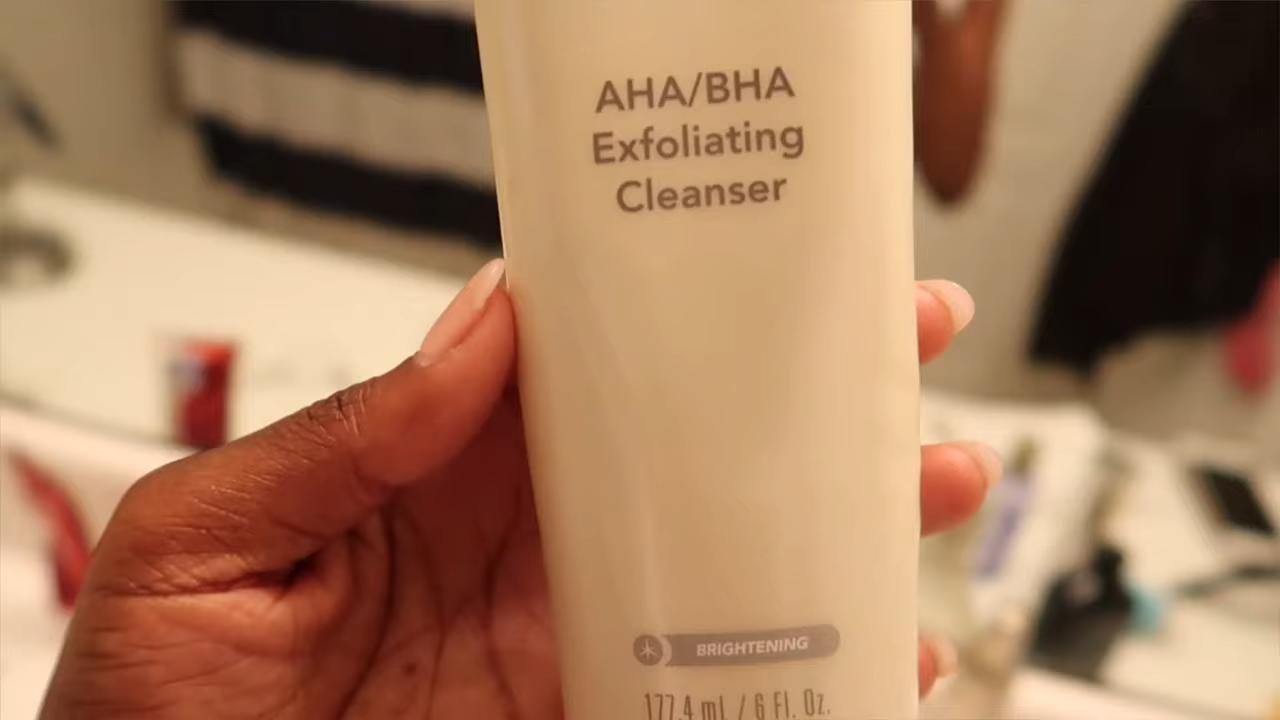 AHA/BHA
Exfoliating
Cleanser
BRIGHTENING
177.4 ml / 6 Fl. Oz.